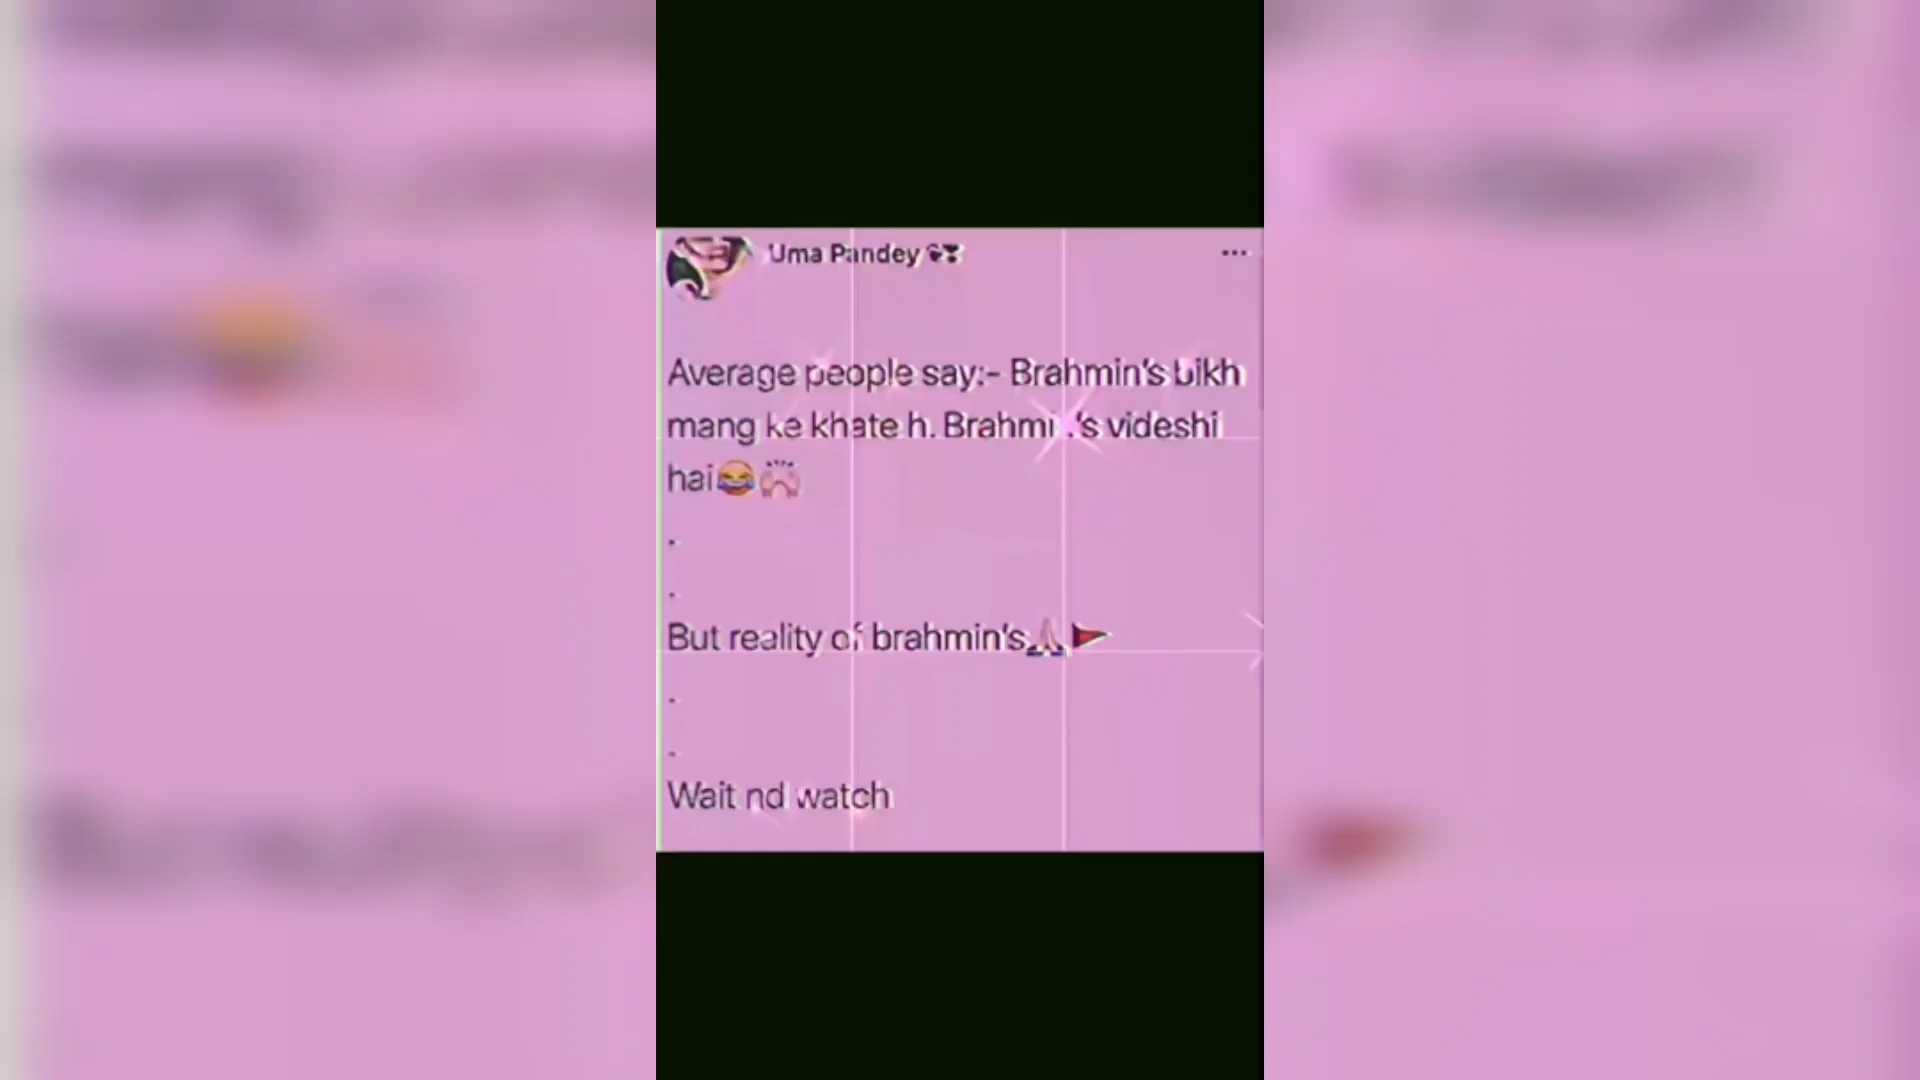 Uma Pandey❦❣
Average people say:- Brahmin's bikh
mang ke khate h. Brahmin's videshi
hai😂🙌
.
.
But reality of brahmin's🙏🚩
.
.
Wait nd watch